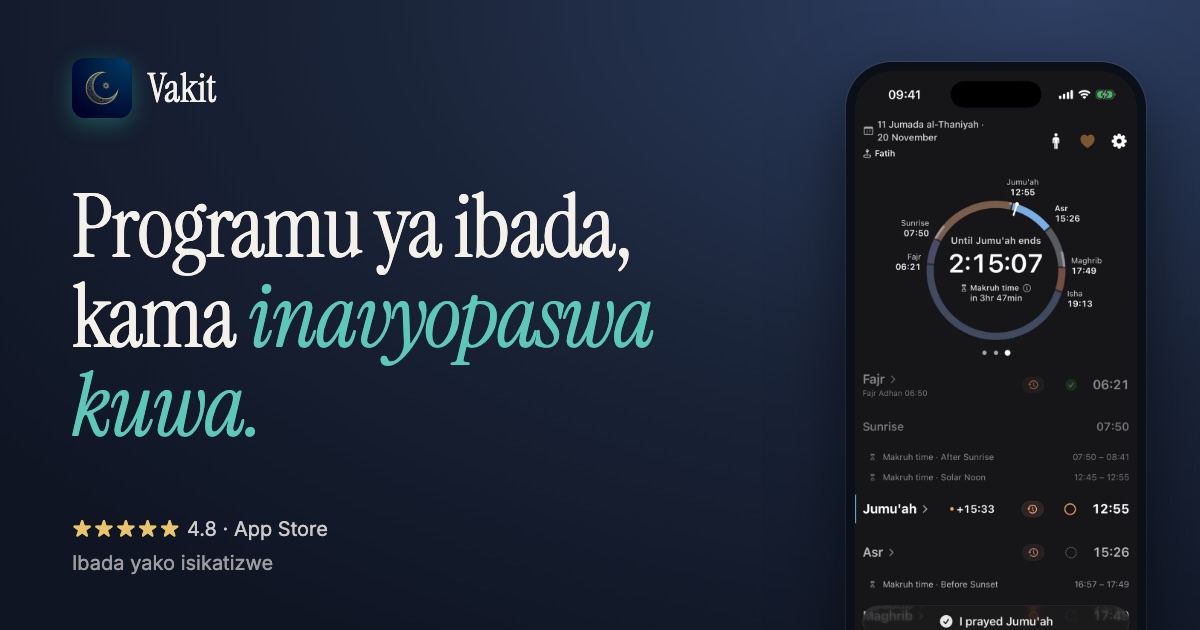 Vakit
Programu ya ibada,
kama inavyopaswa
kuwa.
4.8 · App Store
Ibada yako isikatizwe
09:41
11 Jumada al-Thaniyah ·
20 November
Fatih
Jumu'ah
12:55
Asr
15:26
Sunrise
07:50
Until Jumu'ah ends
Fajr
06:21
2:15:07
Maghrib
17:49
Makruh time
in 3hr 47min
Isha
19:13
Fajr
06:21
Fajr Adhan 06:50
Sunrise
07:50
Makruh time · After Sunrise
07:50 – 08:41
Makruh time · Solar Noon
12:45 – 12:55
Jumu'ah
+15:33
12:55
Asr
15:26
Makruh time · Before Sunset
16:57 – 17:49
Maghrib
17:49
I prayed Jumu'ah